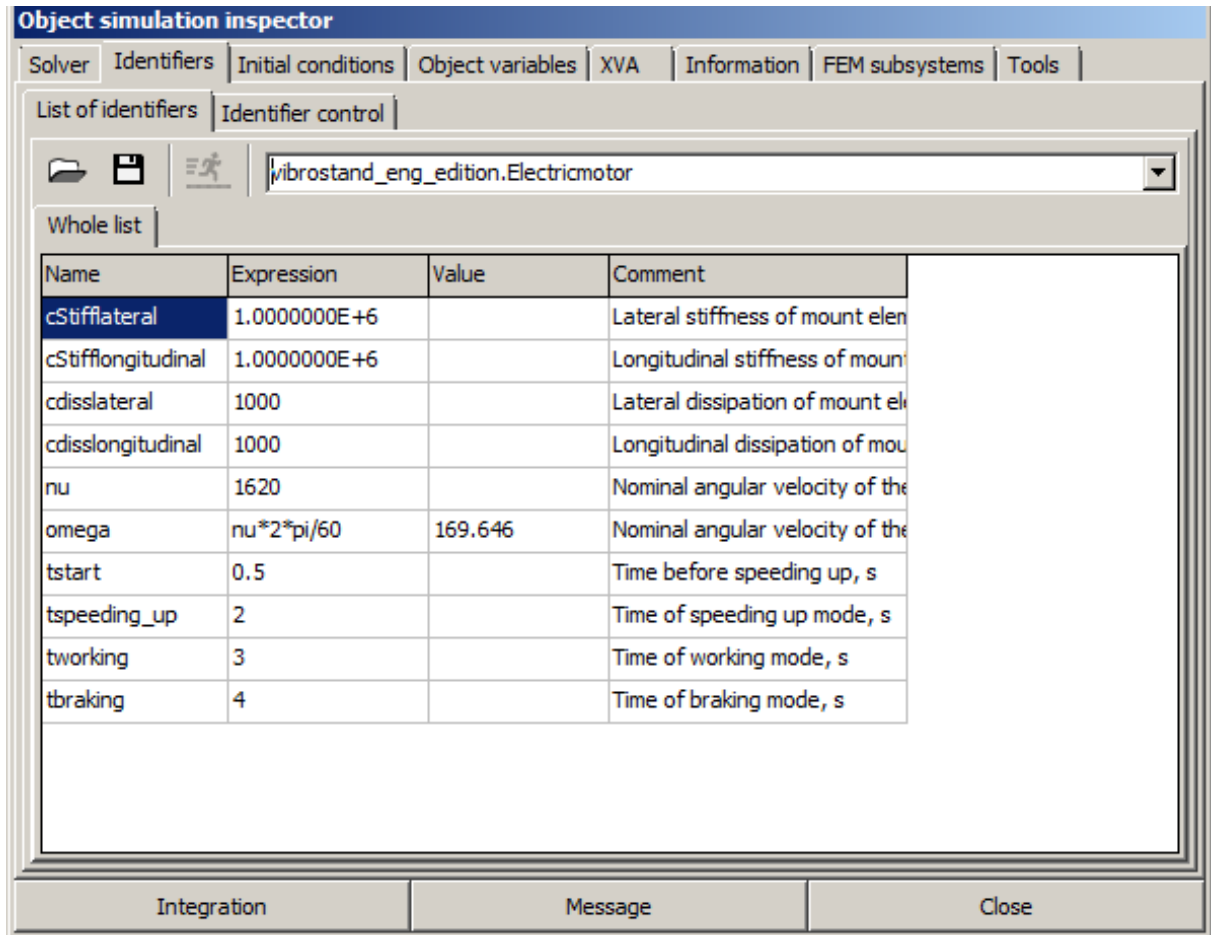 Object simulation inspector
Solver Identifiers Initial conditions Object variables XVA Information FEM subsystems Tools
List of identifiers Identifier control
vibrostand_eng_edition.Electricmotor
Whole list
Name Expression Value Comment
cStifflateral 1.0000000E+6 Lateral stiffness of mount elem
cStifflongitudinal 1.0000000E+6 Longitudinal stiffness of mount
cdisslateral 1000 Lateral dissipation of mount el
cdisslongitudinal 1000 Longitudinal dissipation of mou
nu 1620 Nominal angular velocity of the
omega nu*2*pi/60 169.646 Nominal angular velocity of the
tstart 0.5 Time before speeding up, s
tspeeding_up 2 Time of speeding up mode, s
tworking 3 Time of working mode, s
tbraking 4 Time of braking mode, s
Integration Message Close